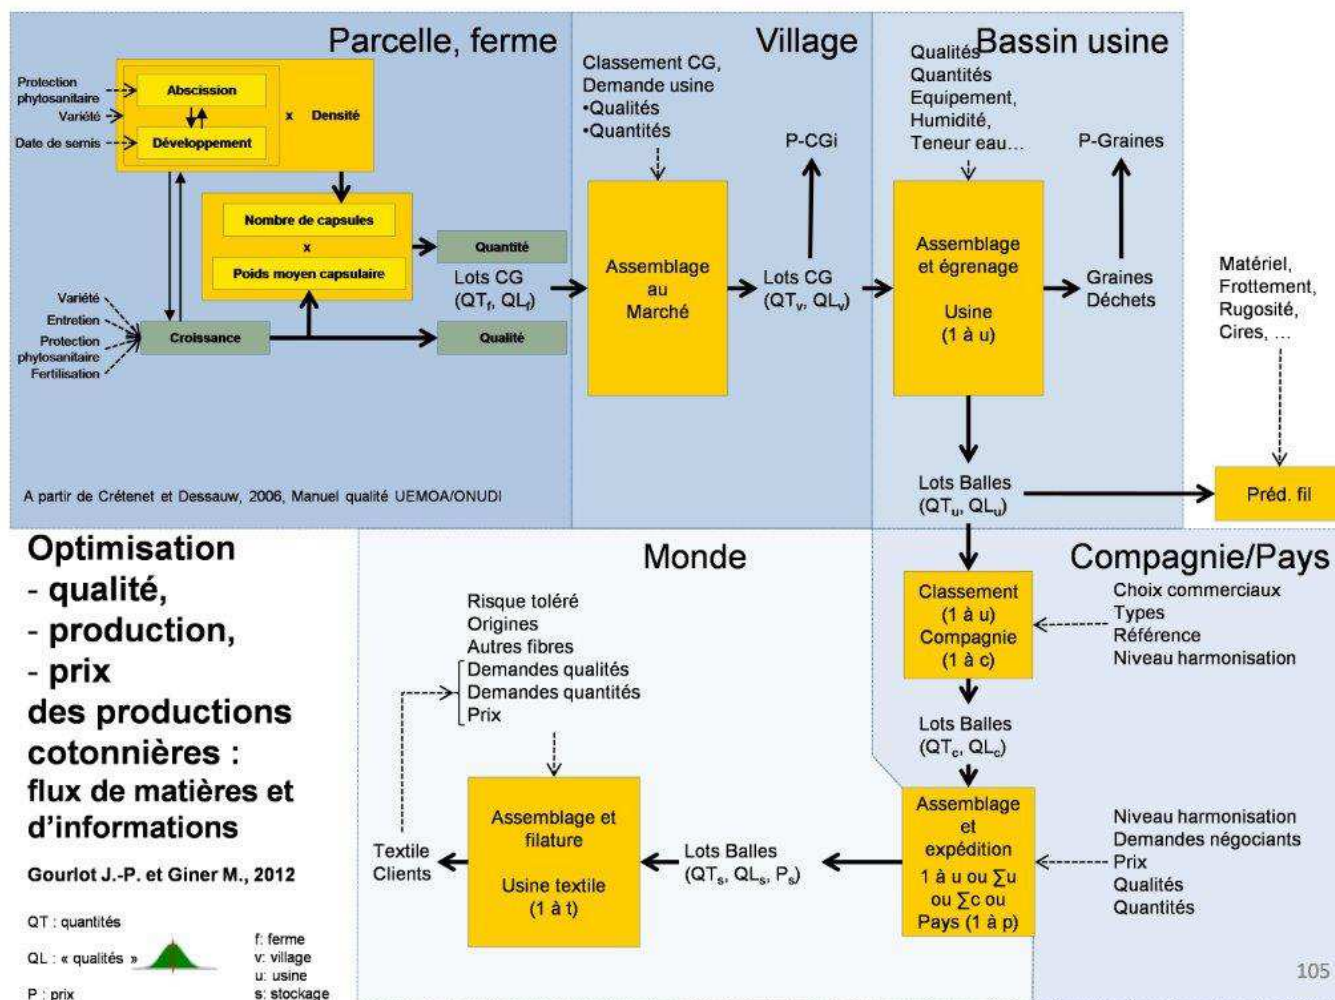 Parcelle, ferme
Protection
phytosanitaire
Variété
Date de semis
Abscission
Développement
x Densité
Nombre de capsules
x
Poids moyen capsulaire
Variété
Entretien
Protection
phytosanitaire
Fertilisation
Croissance
Quantité
Lots CG
(QTf, QLf)
Qualité
A partir de Crétenet et Dessauw, 2006, Manuel qualité UEMOA/ONUDI
Village
Classement CG,
Demande usine
•Qualités
•Quantités
Assemblage
au
Marché
P-CGi
Lots CG
(QTv, QLv)
Bassin usine
Qualités
Quantités
Equipement,
Humidité,
Teneur eau…
Assemblage
et égrenage
Usine
(1 à u)
P-Graines
Graines
Déchets
Lots Balles
(QTu, QLu)
Matériel,
Frottement,
Rugosité,
Cires, …
Préd. fil
Optimisation
- qualité,
- production,
- prix
des productions
cotonnières :
flux de matières et
d’informations
Gourlot J.-P. et Giner M., 2012
QT : quantités
QL : « qualités »
P : prix
f: ferme
v: village
u: usine
s: stockage
Monde
Risque toléré
Origines
Autres fibres
Demandes qualités
Demandes quantités
Prix
Assemblage et
filature
Usine textile
(1 à t)
Textile
Clients
Lots Balles
(QTs, QLs, Ps)
Compagnie/Pays
Classement
(1 à u)
Compagnie
(1 à c)
Choix commerciaux
Types
Référence
Niveau harmonisation
Lots Balles
(QTc, QLc)
Assemblage
et
expédition
1 à u ou ∑u
ou ∑c ou
Pays (1 à p)
Niveau harmonisation
Demandes négociants
Prix
Qualités
Quantités
105